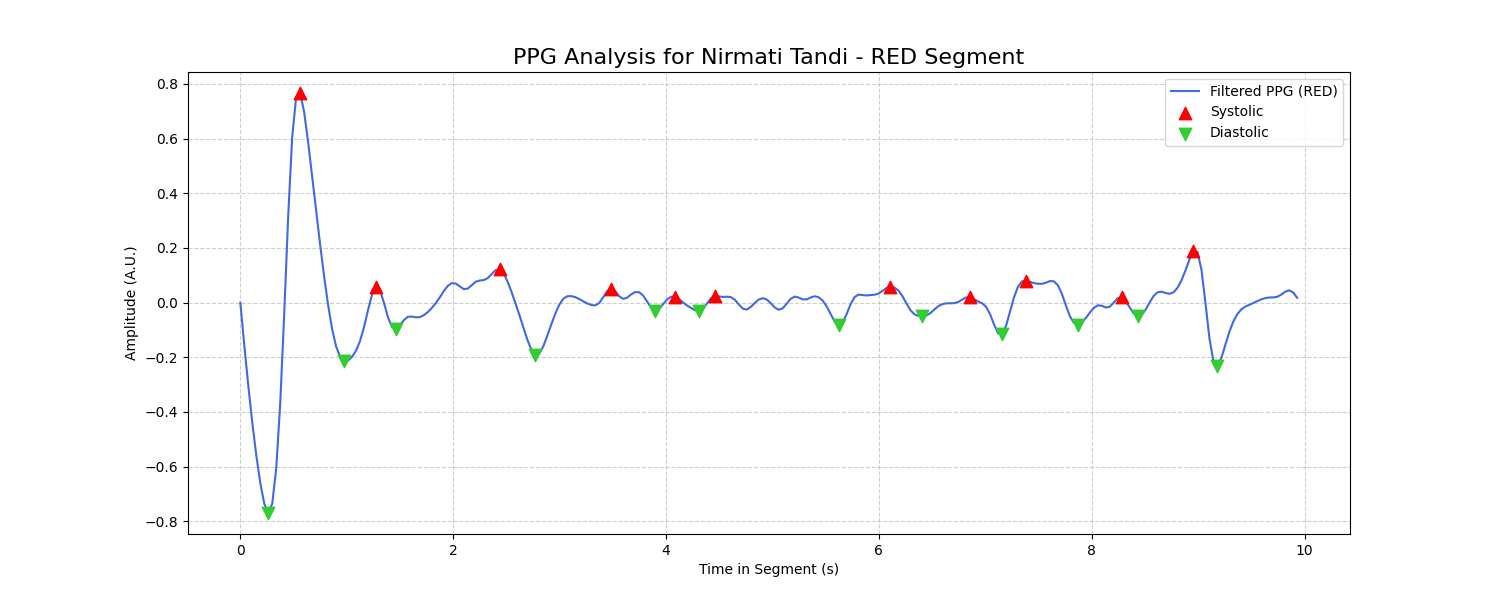 PPG Analysis for Nirmati Tandi - RED Segment
Filtered PPG (RED)
Systolic
Diastolic
Amplitude (A.U.)
0.8
0.6
0.4
0.2
0.0
−0.2
−0.4
−0.6
−0.8
0 2 4 6 8 10
Time in Segment (s)